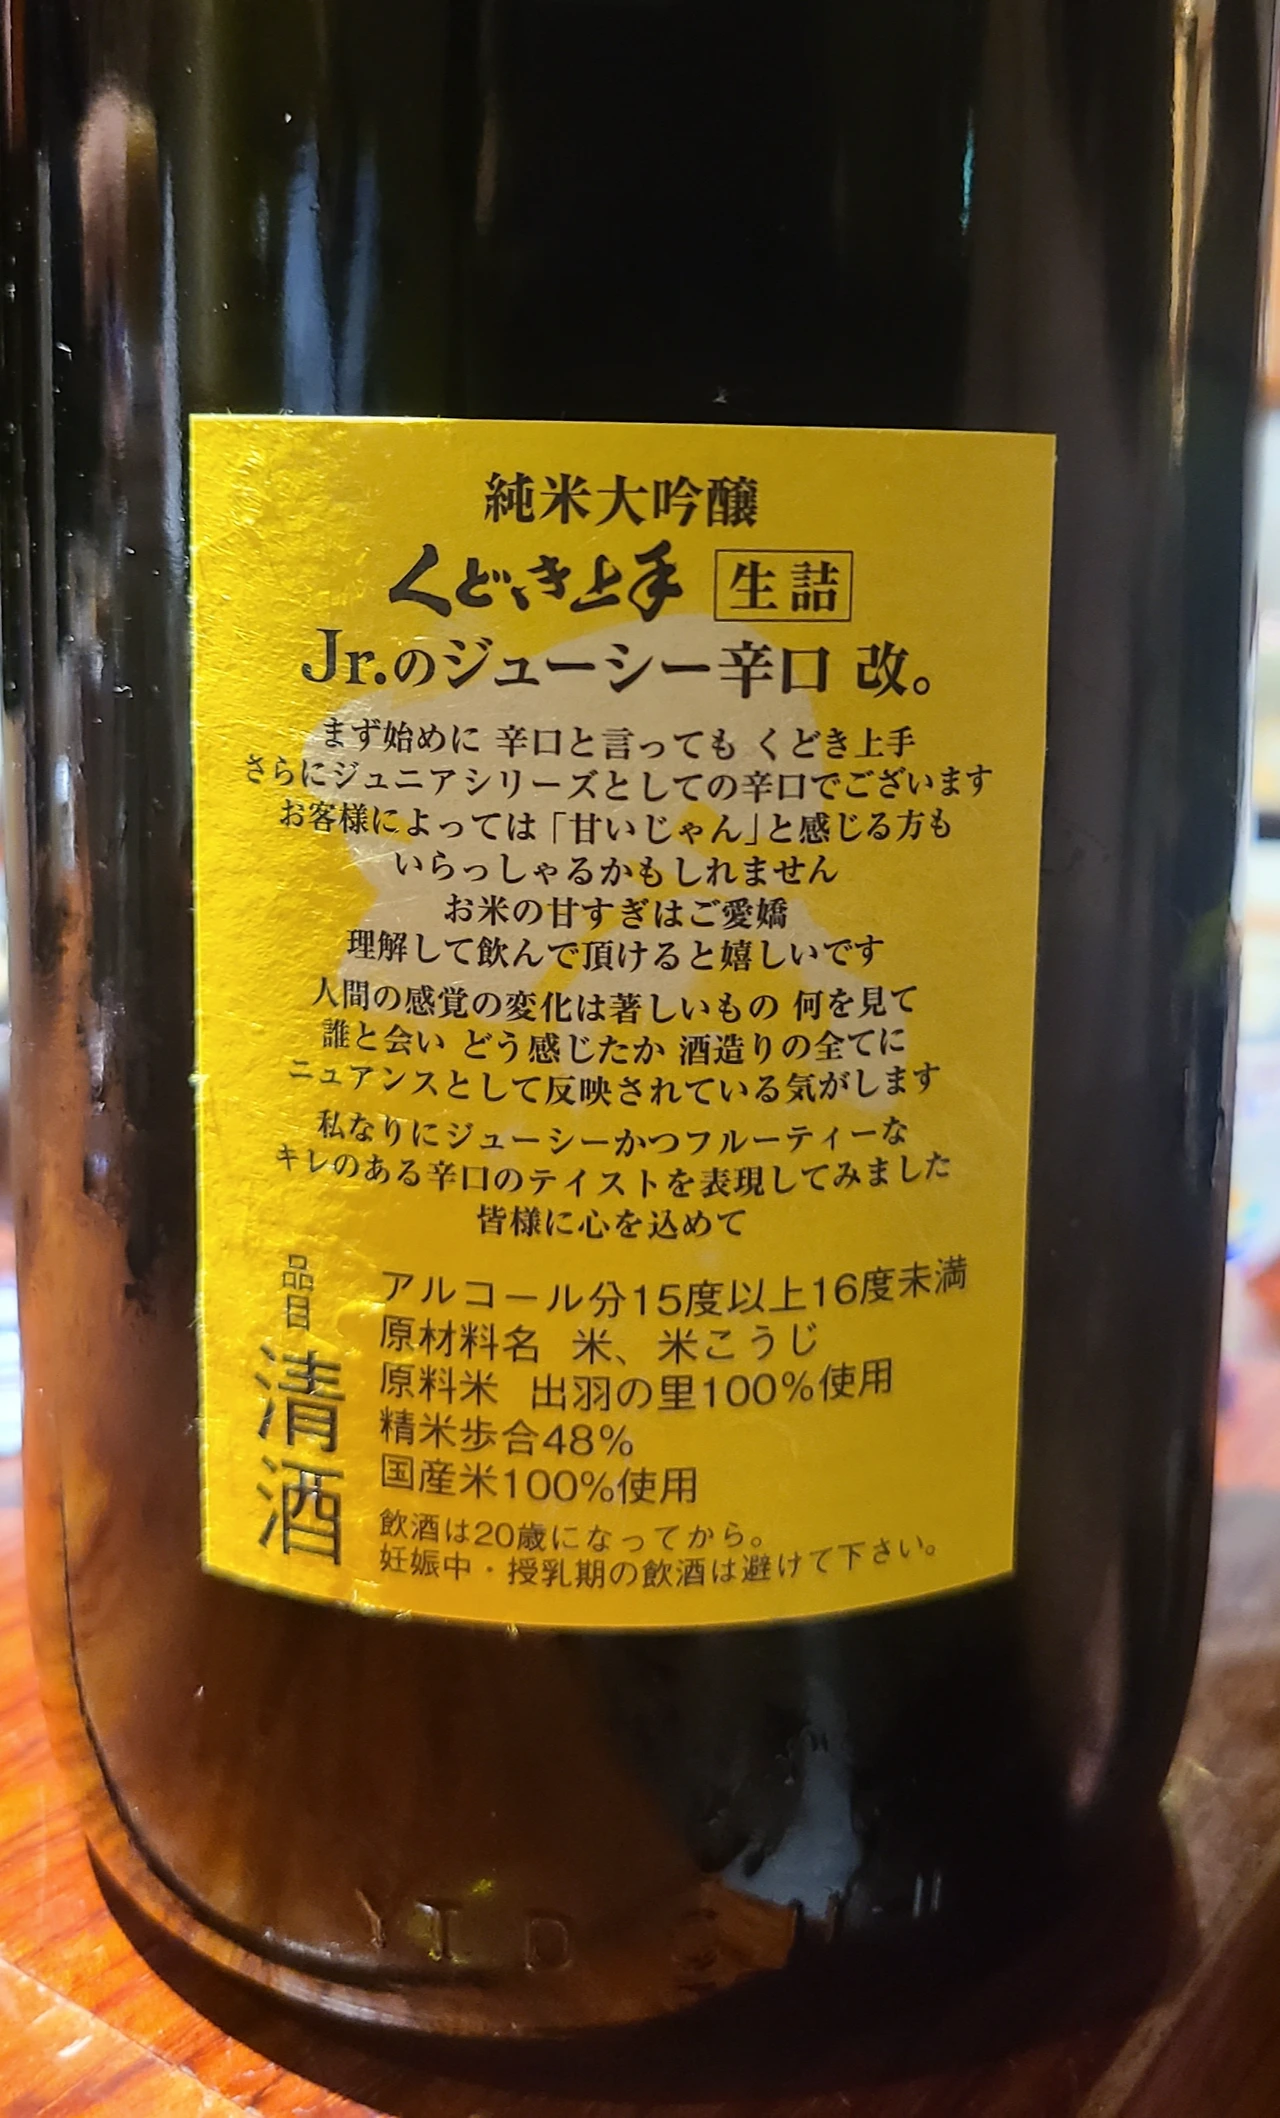 純米大吟醸
くどき上手 生詰
Jr.のジューシー辛口 改。
まず始めに 辛口と言っても くどき上手
さらにジュニアシリーズとしての辛口でございます
お客様によっては「甘いじゃん」と感じる方も
いらっしゃるかもしれません
お米の甘すぎはご愛嬌
理解して飲んで頂けると嬉しいです
人間の感覚の変化は著しいもの 何を見て
誰と会い どう感じたか 酒造りの全てに
ニュアンスとして反映されている気がします
私なりにジューシーかつフルーティーな
キレのある辛口のテイストを表現してみました
皆様に心を込めて
品目
清酒
アルコール分15度以上16度未満
原材料名 米、米こうじ
原料米 出羽の里100%使用
精米歩合48%
国産米100%使用
飲酒は20歳になってから。
妊娠中・授乳期の飲酒は避けて下さい。